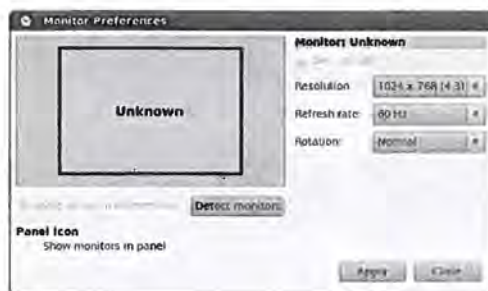 Monitor Preferences
Monitor: Unknown
Unknown
Resolution: 1024 x 768 (4:3)
Refresh rate: 60 Hz
Rotation: Normal
Detect monitors
Panel icon
Show monitors in panel
Apply Close